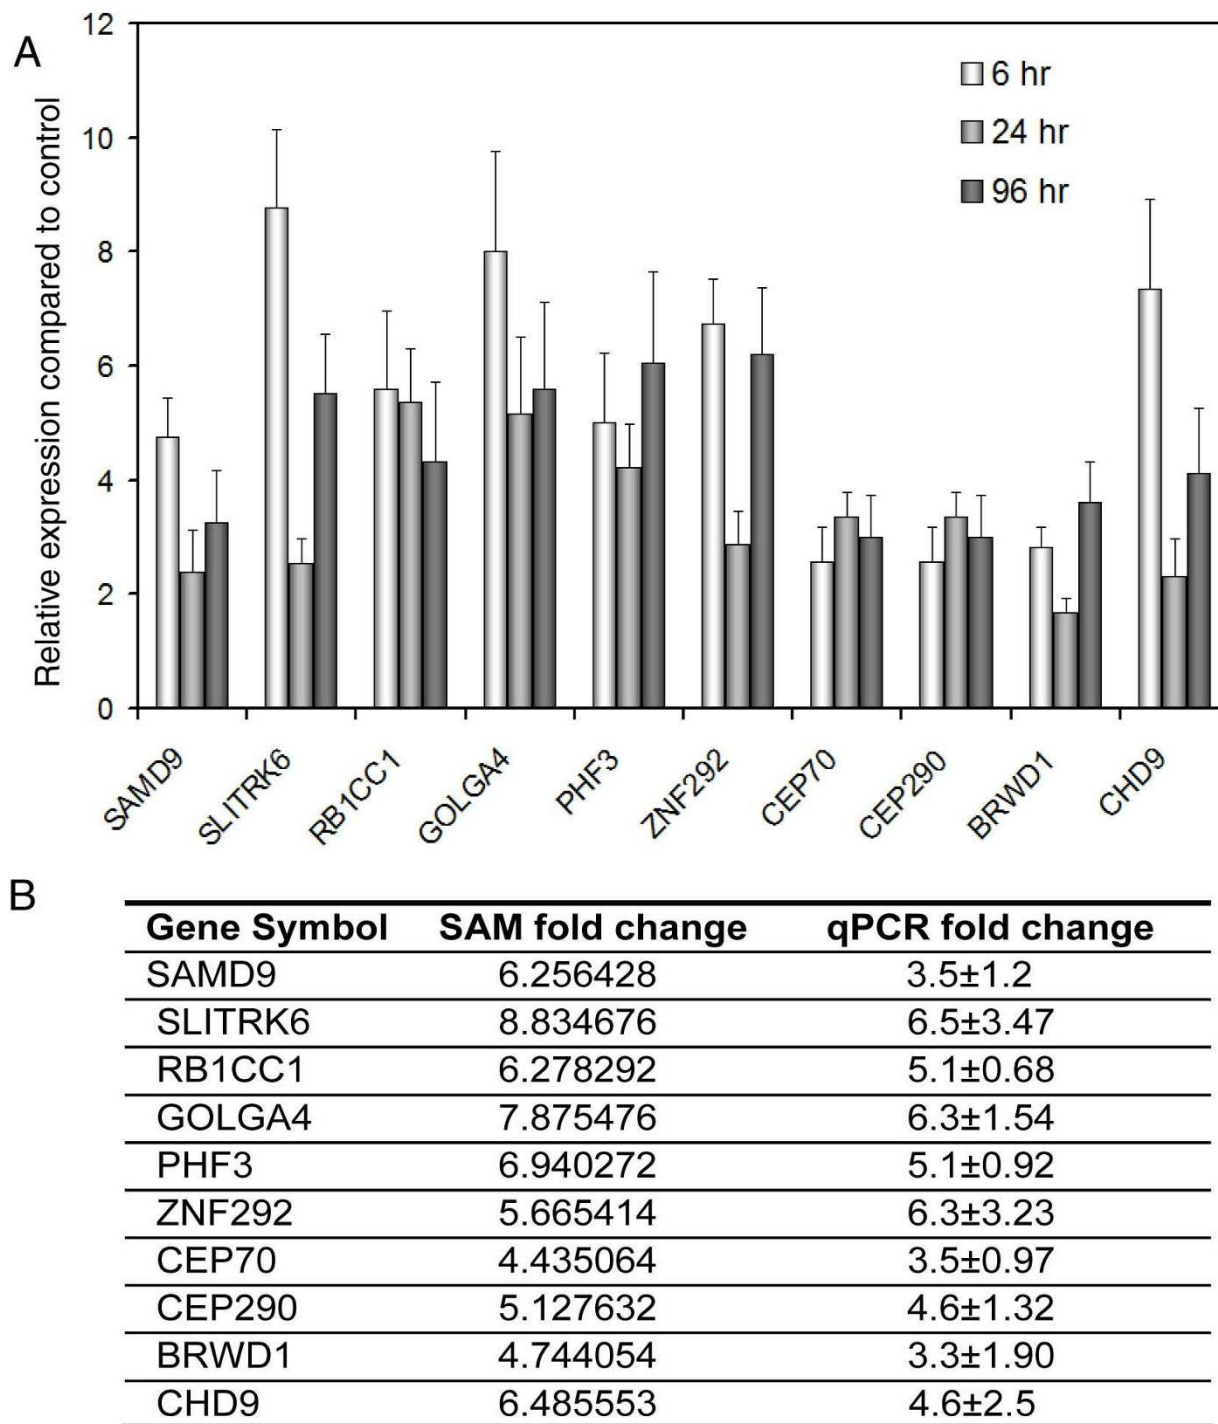 A
Relative expression compared to control
12
10
8
6
4
2
0
6 hr
24 hr
96 hr
SAMD9
SLITRK6
RB1CC1
GOLGA4
PHF3
ZNF292
CEP70
CEP290
BRWD1
CHD9
B
Gene Symbol SAM fold change qPCR fold change
SAMD9 6.256428 3.5±1.2
SLITRK6 8.834676 6.5±3.47
RB1CC1 6.278292 5.1±0.68
GOLGA4 7.875476 6.3±1.54
PHF3 6.940272 5.1±0.92
ZNF292 5.665414 6.3±3.23
CEP70 4.435064 3.5±0.97
CEP290 5.127632 4.6±1.32
BRWD1 4.744054 3.3±1.90
CHD9 6.485553 4.6±2.5